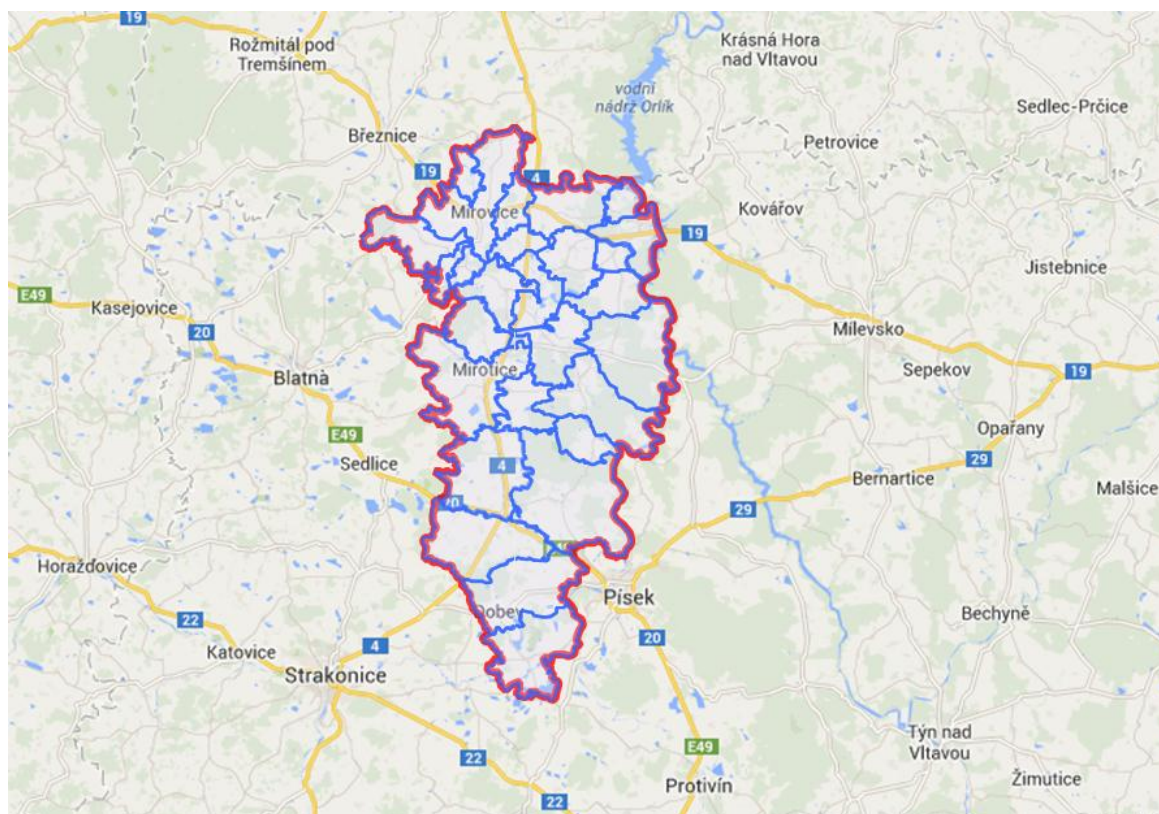 19
Rožmitál pod
Tremšínem
Krásná Hora
nad Vltavou
vodní
nádrž Orlík
Sedlec-Prčice
Březnice
Petrovice
19
4
Mirovice
Kovářov
19
Jistebnice
E49
Kasejovice
20
Milevsko
Blatnà
Mirotice
Sepekov
19
E49
Opařany
Sedlice
4
29
Bernartice
Malšice
20
29
Horažďovice
Písek
22
Dobev
Bechyně
Katovice
4
20
Strakonice
22
E49
Týn nad
Vltavou
Protivín
Žimutice
22